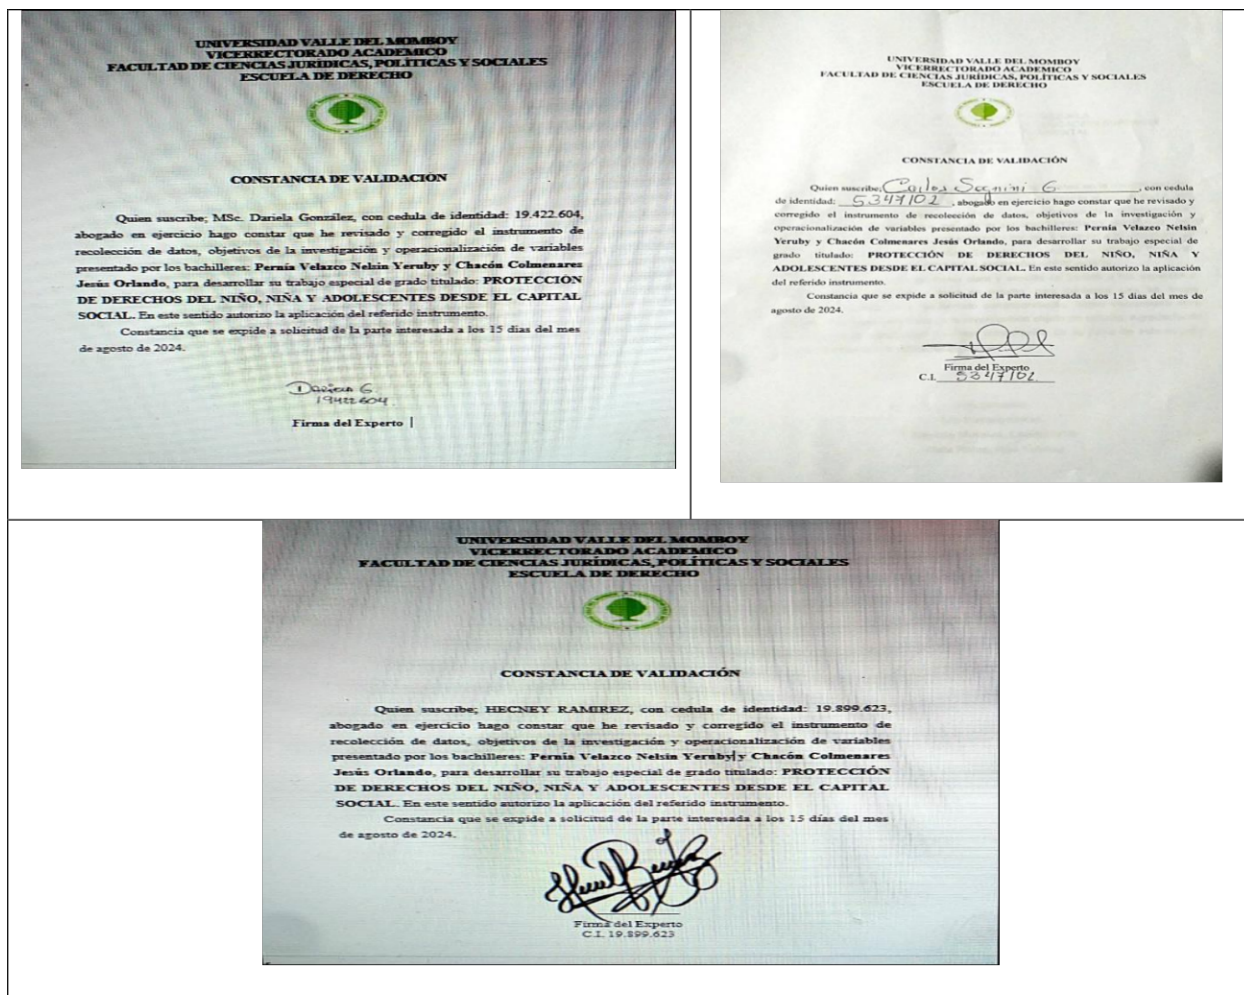 UNIVERSIDAD VALLE DEL MOMBOY
VICERRECTORADO ACADEMICO
FACULTAD DE CIENCIAS JURÍDICAS, POLÍTICAS Y SOCIALES
ESCUELA DE DERECHO
CONSTANCIA DE VALIDACIÓN
Quien suscribe; MSc. Dariela González, con cedula de identidad: 19.422.604,
abogado en ejercicio hago constar que he revisado y corregido el instrumento de
recolección de datos, objetivos de la investigación y operacionalización de variables
presentado por los bachilleres: Pernía Velazco Nelsin Yeruby y Chacón Colmenares
Jesús Orlando, para desarrollar su trabajo especial de grado titulado: PROTECCIÓN
DE DERECHOS DEL NIÑO, NIÑA Y ADOLESCENTES DESDE EL CAPITAL
SOCIAL. En este sentido autorizo la aplicación del referido instrumento.
Constancia que se expide a solicitud de la parte interesada a los 15 días del mes
de agosto de 2024.
19422604
Firma del Experto
UNIVERSIDAD VALLE DEL MOMBOY
VICERRECTORADO ACADEMICO
FACULTAD DE CIENCIAS JURÍDICAS, POLÍTICAS Y SOCIALES
ESCUELA DE DERECHO
CONSTANCIA DE VALIDACIÓN
Quien suscribe; Carlos Segnini G, con cedula
de identidad: 5347102, abogado en ejercicio hago constar que he revisado y
corregido el instrumento de recolección de datos, objetivos de la investigación y
operacionalización de variables presentado por los bachilleres: Pernía Velazco Nelsin
Yeruby y Chacón Colmenares Jesús Orlando, para desarrollar su trabajo especial de
grado titulado: PROTECCIÓN DE DERECHOS DEL NIÑO, NIÑA Y
ADOLESCENTES DESDE EL CAPITAL SOCIAL. En este sentido autorizo la aplicación
del referido instrumento.
Constancia que se expide a solicitud de la parte interesada a los 15 días del mes de
agosto de 2024.
Firma del Experto
C.I. 5347102
UNIVERSIDAD VALLE DEL MOMBOY
VICERRECTORADO ACADEMICO
FACULTAD DE CIENCIAS JURÍDICAS, POLÍTICAS Y SOCIALES
ESCUELA DE DERECHO
CONSTANCIA DE VALIDACIÓN
Quien suscribe; HECNEY RAMIREZ, con cedula de identidad: 19.899.623,
abogado en ejercicio hago constar que he revisado y corregido el instrumento de
recolección de datos, objetivos de la investigación y operacionalización de variables
presentado por los bachilleres: Pernía Velazco Nelsin Yeruby y Chacón Colmenares
Jesús Orlando, para desarrollar su trabajo especial de grado titulado: PROTECCIÓN
DE DERECHOS DEL NIÑO, NIÑA Y ADOLESCENTES DESDE EL CAPITAL
SOCIAL. En este sentido autorizo la aplicación del referido instrumento.
Constancia que se expide a solicitud de la parte interesada a los 15 días del mes
de agosto de 2024.
Firma del Experto
C.I. 19.899.623